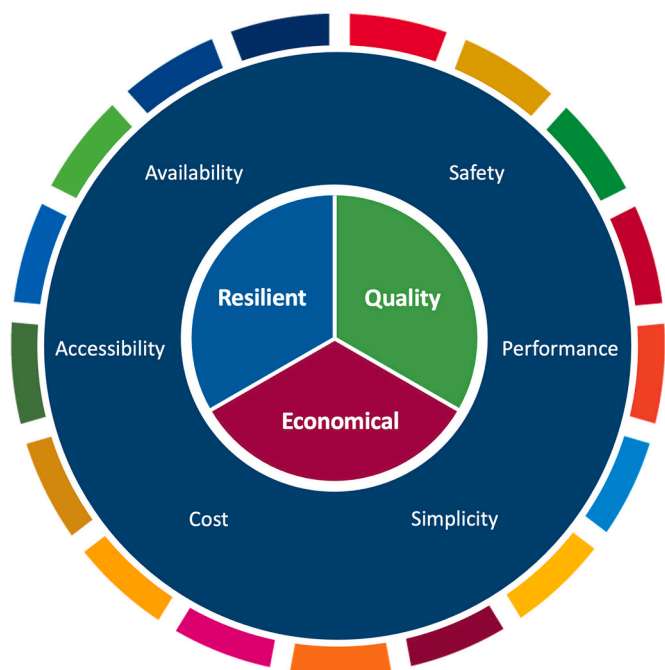 Availability
Safety
Resilient
Quality
Accessibility
Performance
Economical
Cost
Simplicity